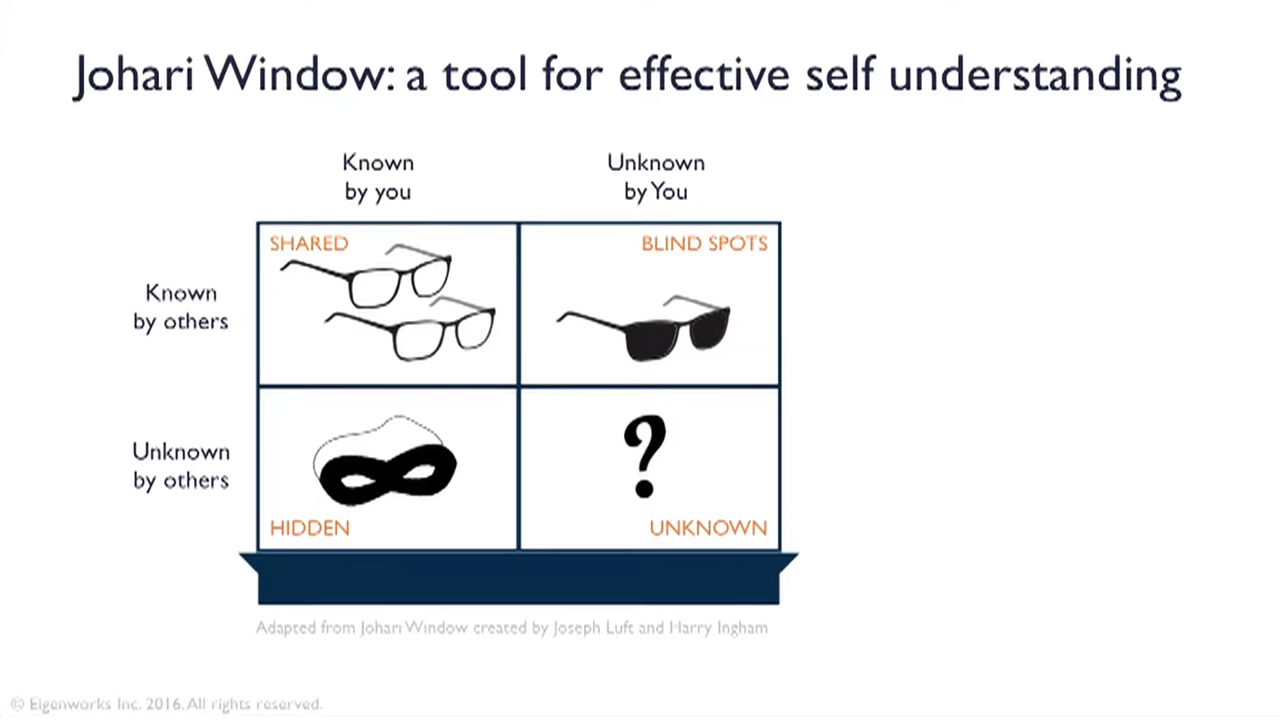 Johari Window: a tool for effective self understanding
Known
by you
Unknown
by You
SHARED
BLIND SPOTS
Known
by others
?
Unknown
by others
HIDDEN
UNKNOWN
Adapted from Johari Window created by Joseph Luft and Harry Ingham
© Eigenworks Inc. 2016. All rights reserved.